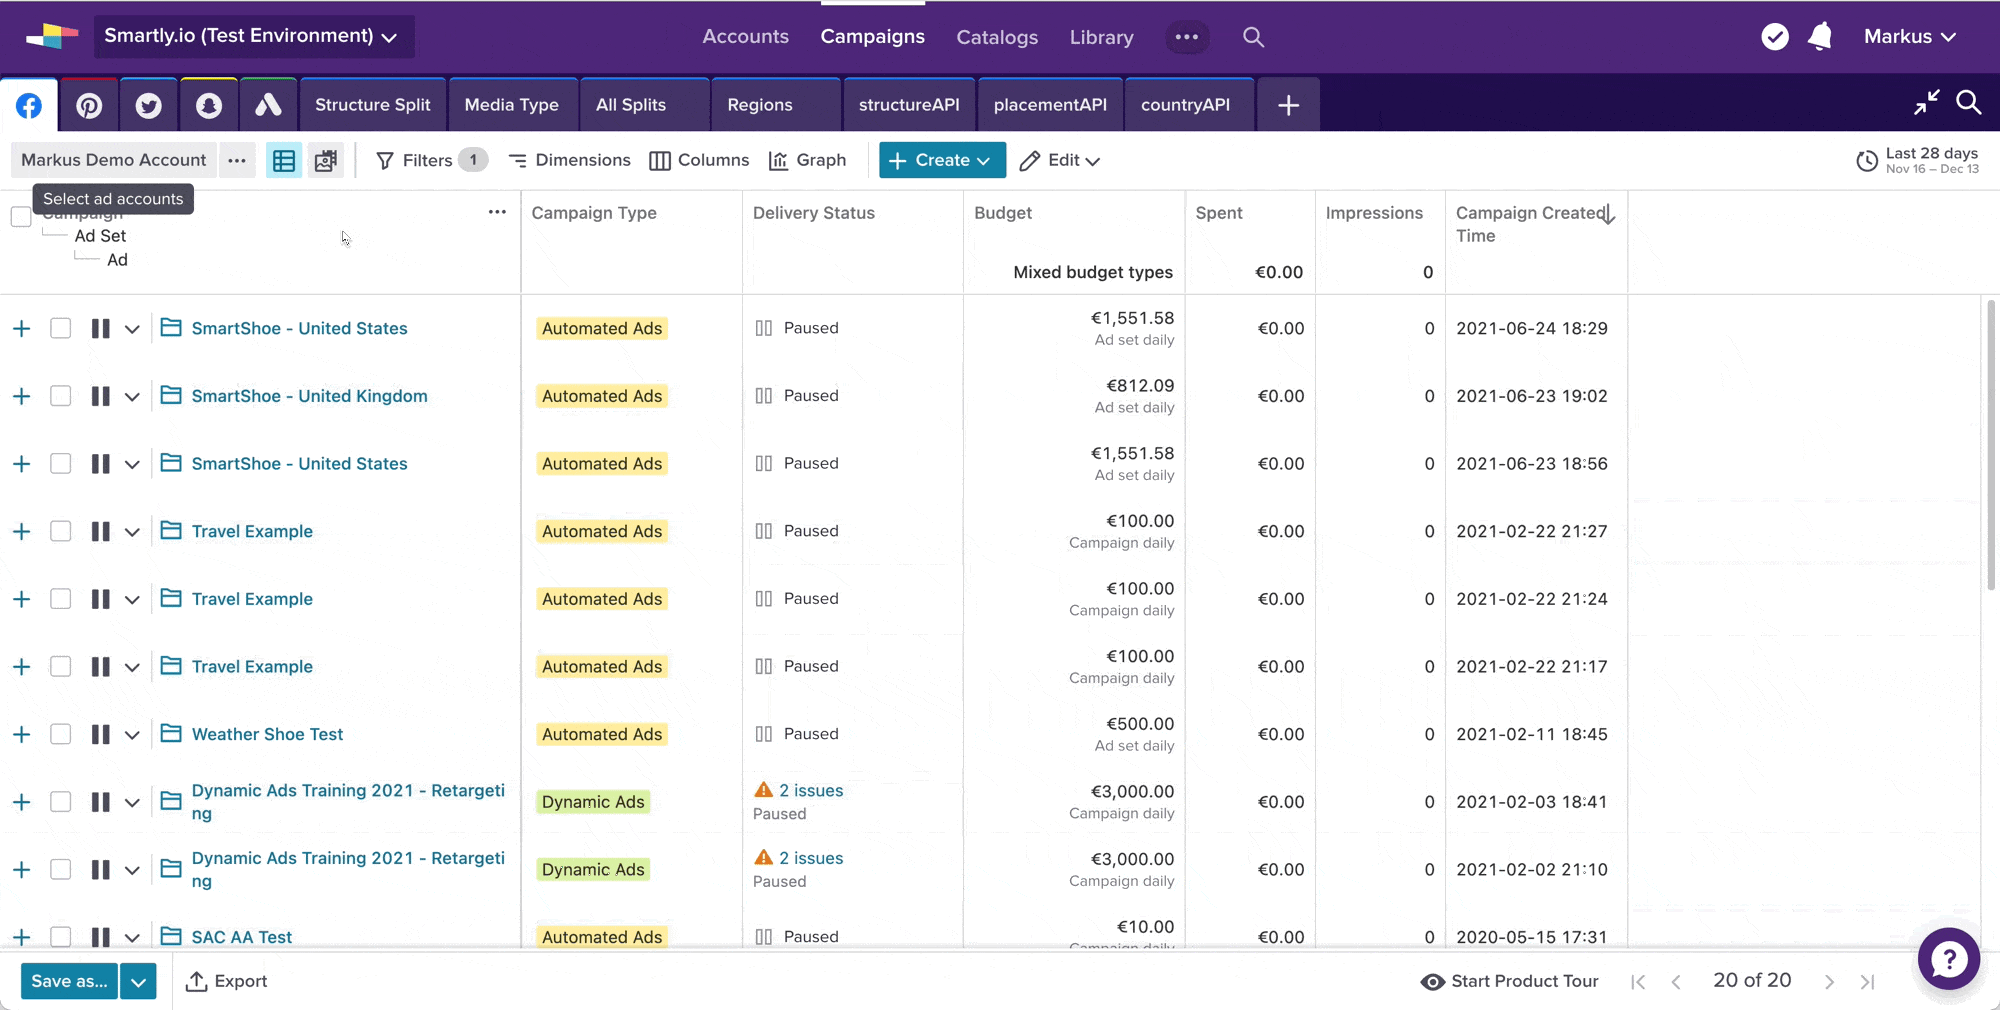 Smartly.io (Test Environment)
Accounts
Campaigns
Catalogs
Library
Markus
Structure Split
Media Type
All Splits
Regions
structureAPI
placementAPI
countryAPI
Markus Demo Account
Filters 1
Dimensions
Columns
Graph
Create
Edit
Last 28 days
Nov 16 – Dec 13
Select ad accounts
Campaign
Ad Set
Ad
Campaign Type
Delivery Status
Budget
Spent
Impressions
Campaign Created
Time
Mixed budget types
€0.00
0
SmartShoe - United States
Automated Ads
Paused
€1,551.58
Ad set daily
€0.00
0
2021-06-24 18:29
SmartShoe - United Kingdom
Automated Ads
Paused
€812.09
Ad set daily
€0.00
0
2021-06-23 19:02
SmartShoe - United States
Automated Ads
Paused
€1,551.58
Ad set daily
€0.00
0
2021-06-23 18:56
Travel Example
Automated Ads
Paused
€100.00
Campaign daily
€0.00
0
2021-02-22 21:27
Travel Example
Automated Ads
Paused
€100.00
Campaign daily
€0.00
0
2021-02-22 21:24
Travel Example
Automated Ads
Paused
€100.00
Campaign daily
€0.00
0
2021-02-22 21:17
Weather Shoe Test
Automated Ads
Paused
€500.00
Ad set daily
€0.00
0
2021-02-11 18:45
Dynamic Ads Training 2021 - Retargeti
ng
Dynamic Ads
2 issues
Paused
€3,000.00
Campaign daily
€0.00
0
2021-02-03 18:41
Dynamic Ads Training 2021 - Retargeti
ng
Dynamic Ads
2 issues
Paused
€3,000.00
Campaign daily
€0.00
0
2021-02-02 21:10
SAC AA Test
Automated Ads
Paused
€10.00
Campaign daily
€0.00
0
2020-05-15 17:31
Save as...
Export
Start Product Tour
20 of 20